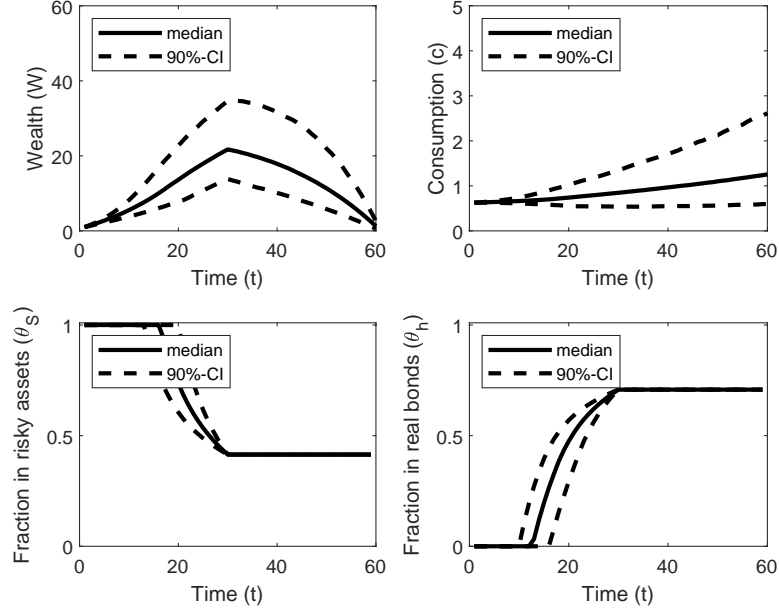 60
40
20
0
Wealth (W)
median
90%-CI
0 20 40 60
Time (t)
5
4
3
2
1
0
Consumption (c)
median
90%-CI
0 20 40 60
Time (t)
1
0.5
0
Fraction in risky assets (θS)
median
90%-CI
0 20 40 60
Time (t)
1
0.5
0
Fraction in real bonds (θh)
median
90%-CI
0 20 40 60
Time (t)